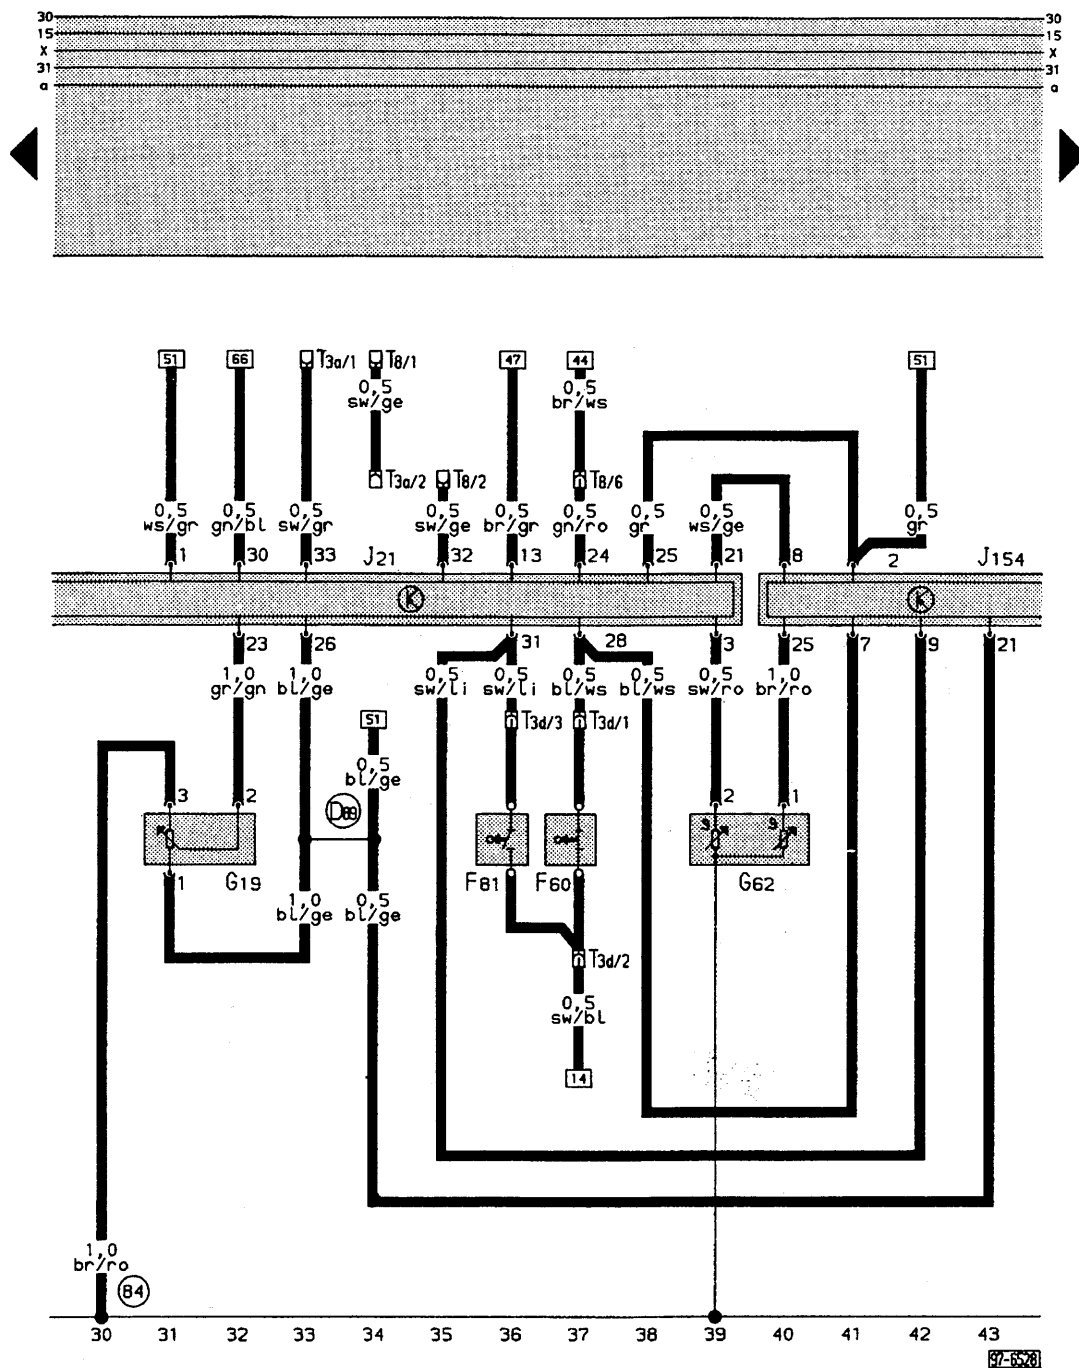 30 30
15 15
X X
31 31
a a
51 66 T3a/1 T8/1 47 44 51
0,5 0,5
sw/ge br/ws
T3a/2 T8/2 T8/6
0,5 0,5 0,5 0,5 0,5 0,5 0,5 0,5 0,5
ws/gr gn/bl sw/gr sw/ge br/gr gn/ro gr ws/ge gr
1 30 33 J21 32 13 24 25 21 8 2 J154
K K
23 26 31 28 3 25 7 9 21
1,0 1,0 0,5 0,5 0,5 0,5 0,5 1,0
gr/gn bl/ge sw/li sw/li bl/ws bl/ws sw/ro br/ro
51 T3d/3 T3d/1
0,5
bl/ge
3 2 D89 2 1
1 G19 F81 F60 G62
1,0 0,5
bl/ge bl/ge
T3d/2
0,5
sw/bl
14
1,0
br/ro
84
30 31 32 33 34 35 36 37 38 39 40 41 42 43
97-6528